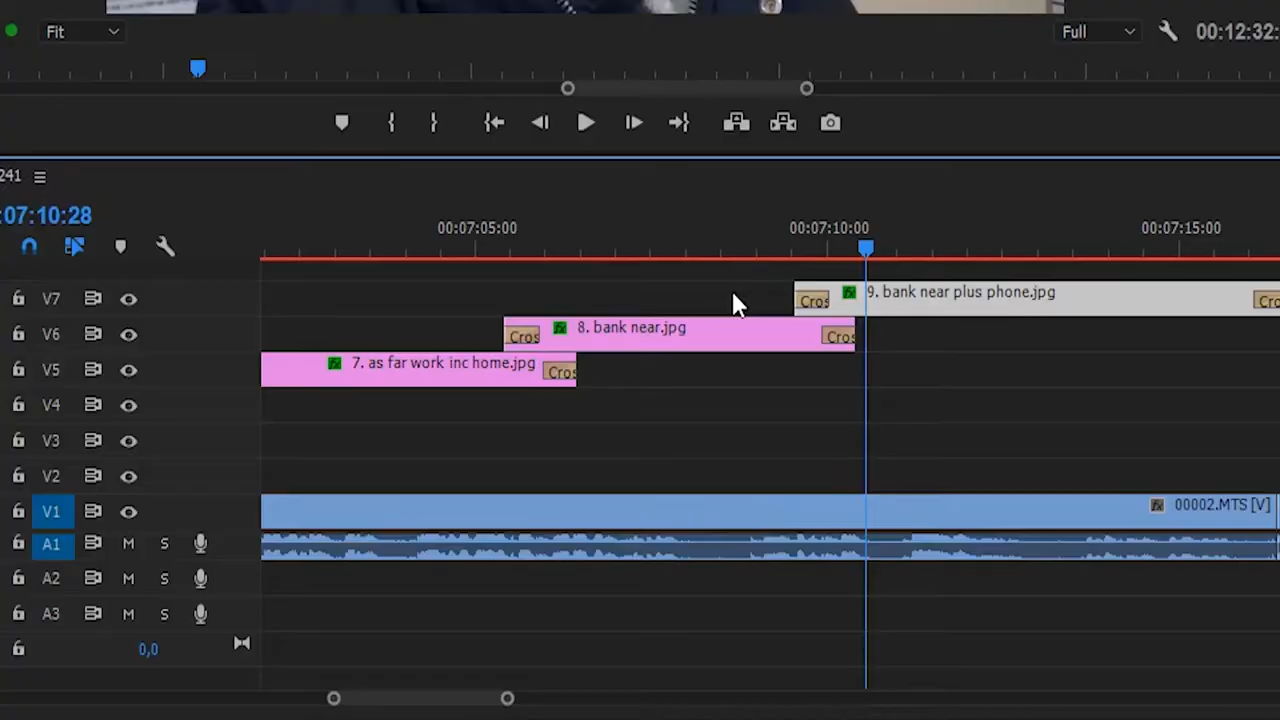 Fit
Full
00:12:32:
241
:07:10:28
00:07:05:00
00:07:10:00
00:07:15:00
V7
Cros
9. bank near plus phone.jpg
Cro
V6
Cros
8. bank near.jpg
Cros
V5
7. as far work inc home.jpg
Cros
V4
V3
V2
V1
00002.MTS [V]
A1
M
S
A2
M
S
A3
M
S
0,0